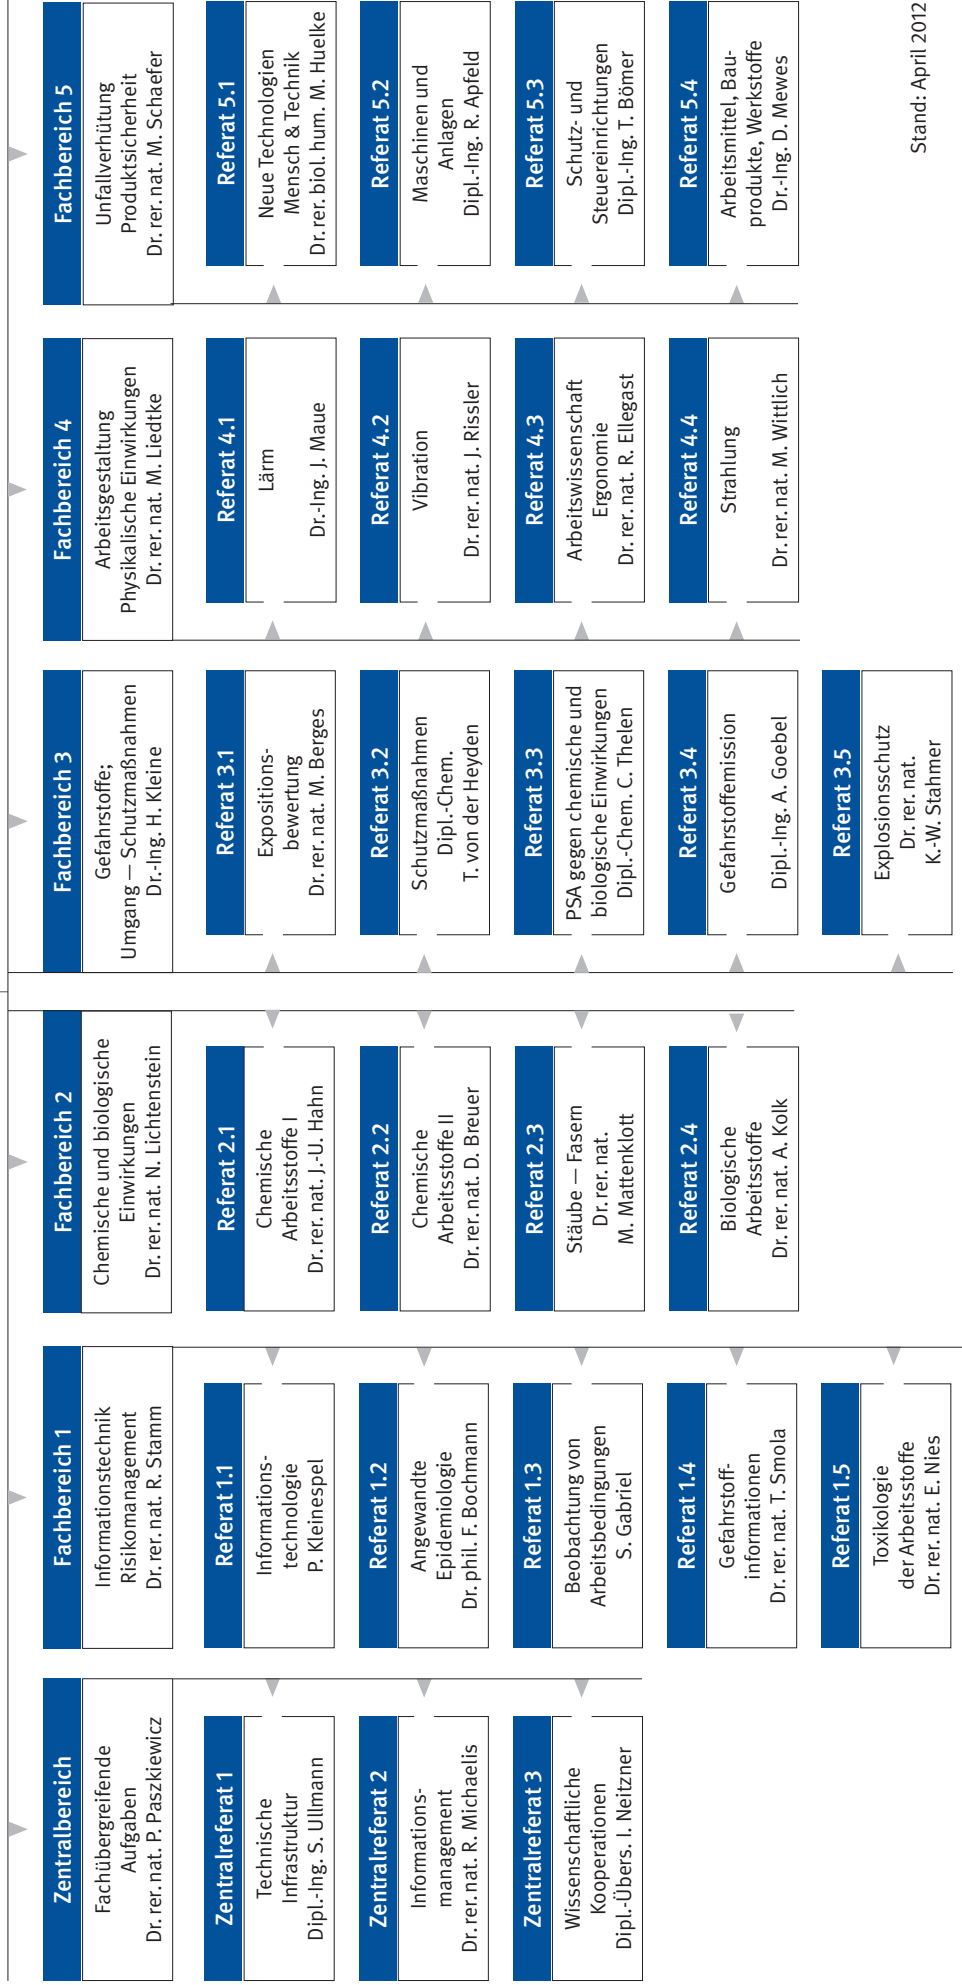 Zentralbereich
Fachübergreifende
Aufgaben
Dr. rer. nat. P. Paszkiewicz
Zentralreferat 1
Technische
Infrastruktur
Dipl.-Ing. S. Ullmann
Zentralreferat 2
Informations-
management
Dr. rer. nat. R. Michaelis
Zentralreferat 3
Wissenschaftliche
Kooperationen
Dipl.-Übers. I. Neitzner
Fachbereich 1
Informationstechnik
Risikomanagement
Dr. rer. nat. R. Stamm
Referat 1.1
Informations-
technologie
P. Kleinespel
Referat 1.2
Angewandte
Epidemiologie
Dr. phil. F. Bochmann
Referat 1.3
Beobachtung von
Arbeitsbedingungen
S. Gabriel
Referat 1.4
Gefahrstoff-
informationen
Dr. rer. nat. T. Smola
Referat 1.5
Toxikologie
der Arbeitsstoffe
Dr. rer. nat. E. Nies
Fachbereich 2
Chemische und biologische
Einwirkungen
Dr. rer. nat. N. Lichtenstein
Referat 2.1
Chemische
Arbeitsstoffe I
Dr. rer. nat. J.-U. Hahn
Referat 2.2
Chemische
Arbeitsstoffe II
Dr. rer. nat. D. Breuer
Referat 2.3
Stäube — Fasern
Dr. rer. nat.
M. Mattenklott
Referat 2.4
Biologische
Arbeitsstoffe
Dr. rer. nat. A. Kolk
Fachbereich 3
Gefahrstoffe;
Umgang — Schutzmaßnahmen
Dr.-Ing. H. Kleine
Referat 3.1
Expositions-
bewertung
Dr. rer. nat. M. Berges
Referat 3.2
Schutzmaßnahmen
Dipl.-Chem.
T. von der Heyden
Referat 3.3
PSA gegen chemische und
biologische Einwirkungen
Dipl.-Chem. C. Thelen
Referat 3.4
Gefahrstoffemission
Dipl.-Ing. A. Goebel
Referat 3.5
Explosionsschutz
Dr. rer. nat.
K.-W. Stahmer
Fachbereich 4
Arbeitsgestaltung
Physikalische Einwirkungen
Dr. rer. nat. M. Liedtke
Referat 4.1
Lärm
Dr.-Ing. J. Maue
Referat 4.2
Vibration
Dr. rer. nat. J. Rissler
Referat 4.3
Arbeitswissenschaft
Ergonomie
Dr. rer. nat. R. Ellegast
Referat 4.4
Strahlung
Dr. rer. nat. M. Wittlich
Fachbereich 5
Unfallverhütung
Produktsicherheit
Dr. rer. nat. M. Schaefer
Referat 5.1
Neue Technologien
Mensch & Technik
Dr. rer. biol. hum. M. Huelke
Referat 5.2
Maschinen und
Anlagen
Dipl.-Ing. R. Apfeld
Referat 5.3
Schutz- und
Steuereinrichtungen
Dipl.-Ing. T. Bömer
Referat 5.4
Arbeitsmittel, Bau-
produkte, Werkstoffe
Dr.-Ing. D. Mewes
Stand: April 2012